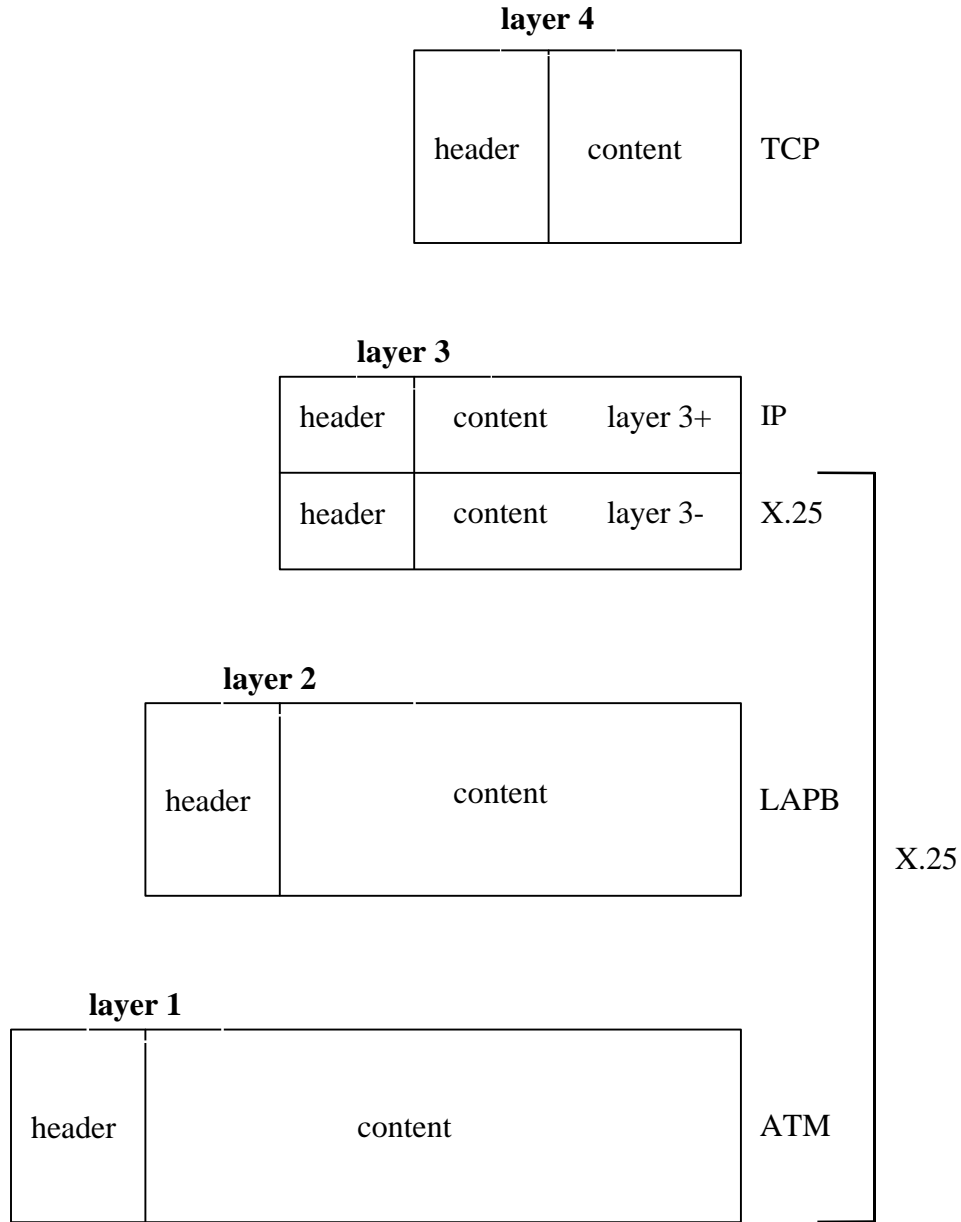 layer 4
header content TCP
layer 3
header content layer 3+ IP
header content layer 3- X.25
layer 2
header content LAPB
X.25
layer 1
header content ATM